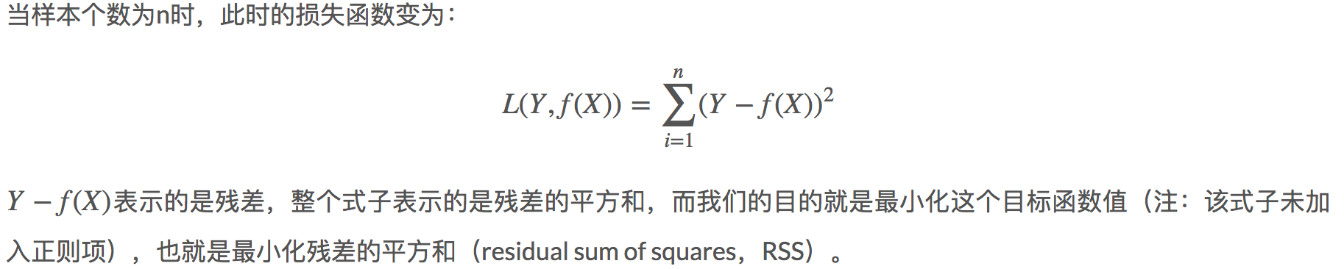 当样本个数为n时，此时的损失函数变为：
L(Y, f(X)) = \sum_{i=1}^{n} (Y − f(X))^2
Y − f(X)表示的是残差，整个式子表示的是残差的平方和，而我们的目的就是最小化这个目标函数值（注：该式子未加
入正则项），也就是最小化残差的平方和（residual sum of squares，RSS）。